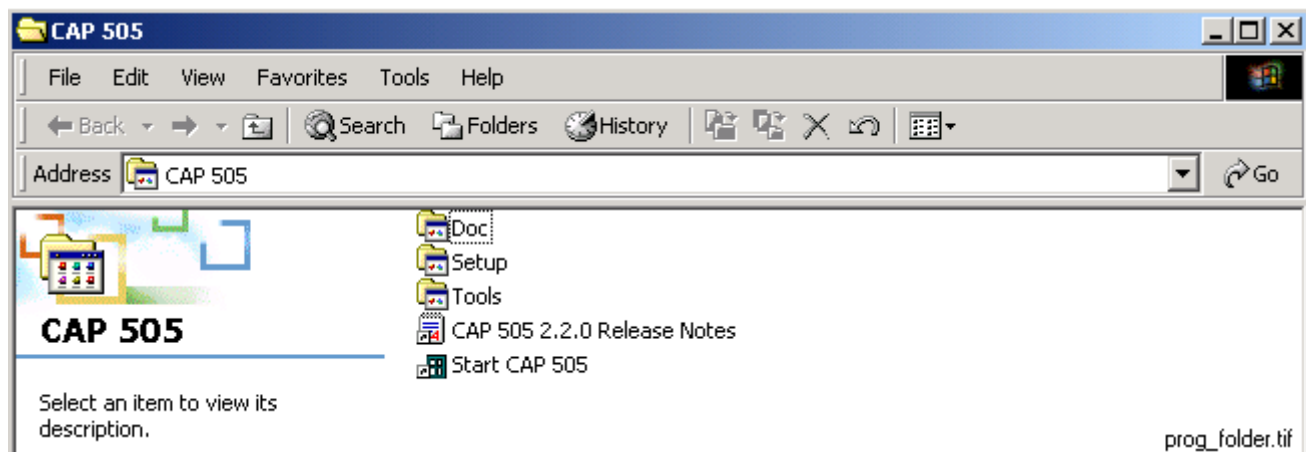 CAP 505
File Edit View Favorites Tools Help
Back Search Folders History
Address CAP 505 Go
Doc
Setup
Tools
CAP 505
CAP 505 2.2.0 Release Notes
Start CAP 505
Select an item to view its
description.
prog_folder.tif